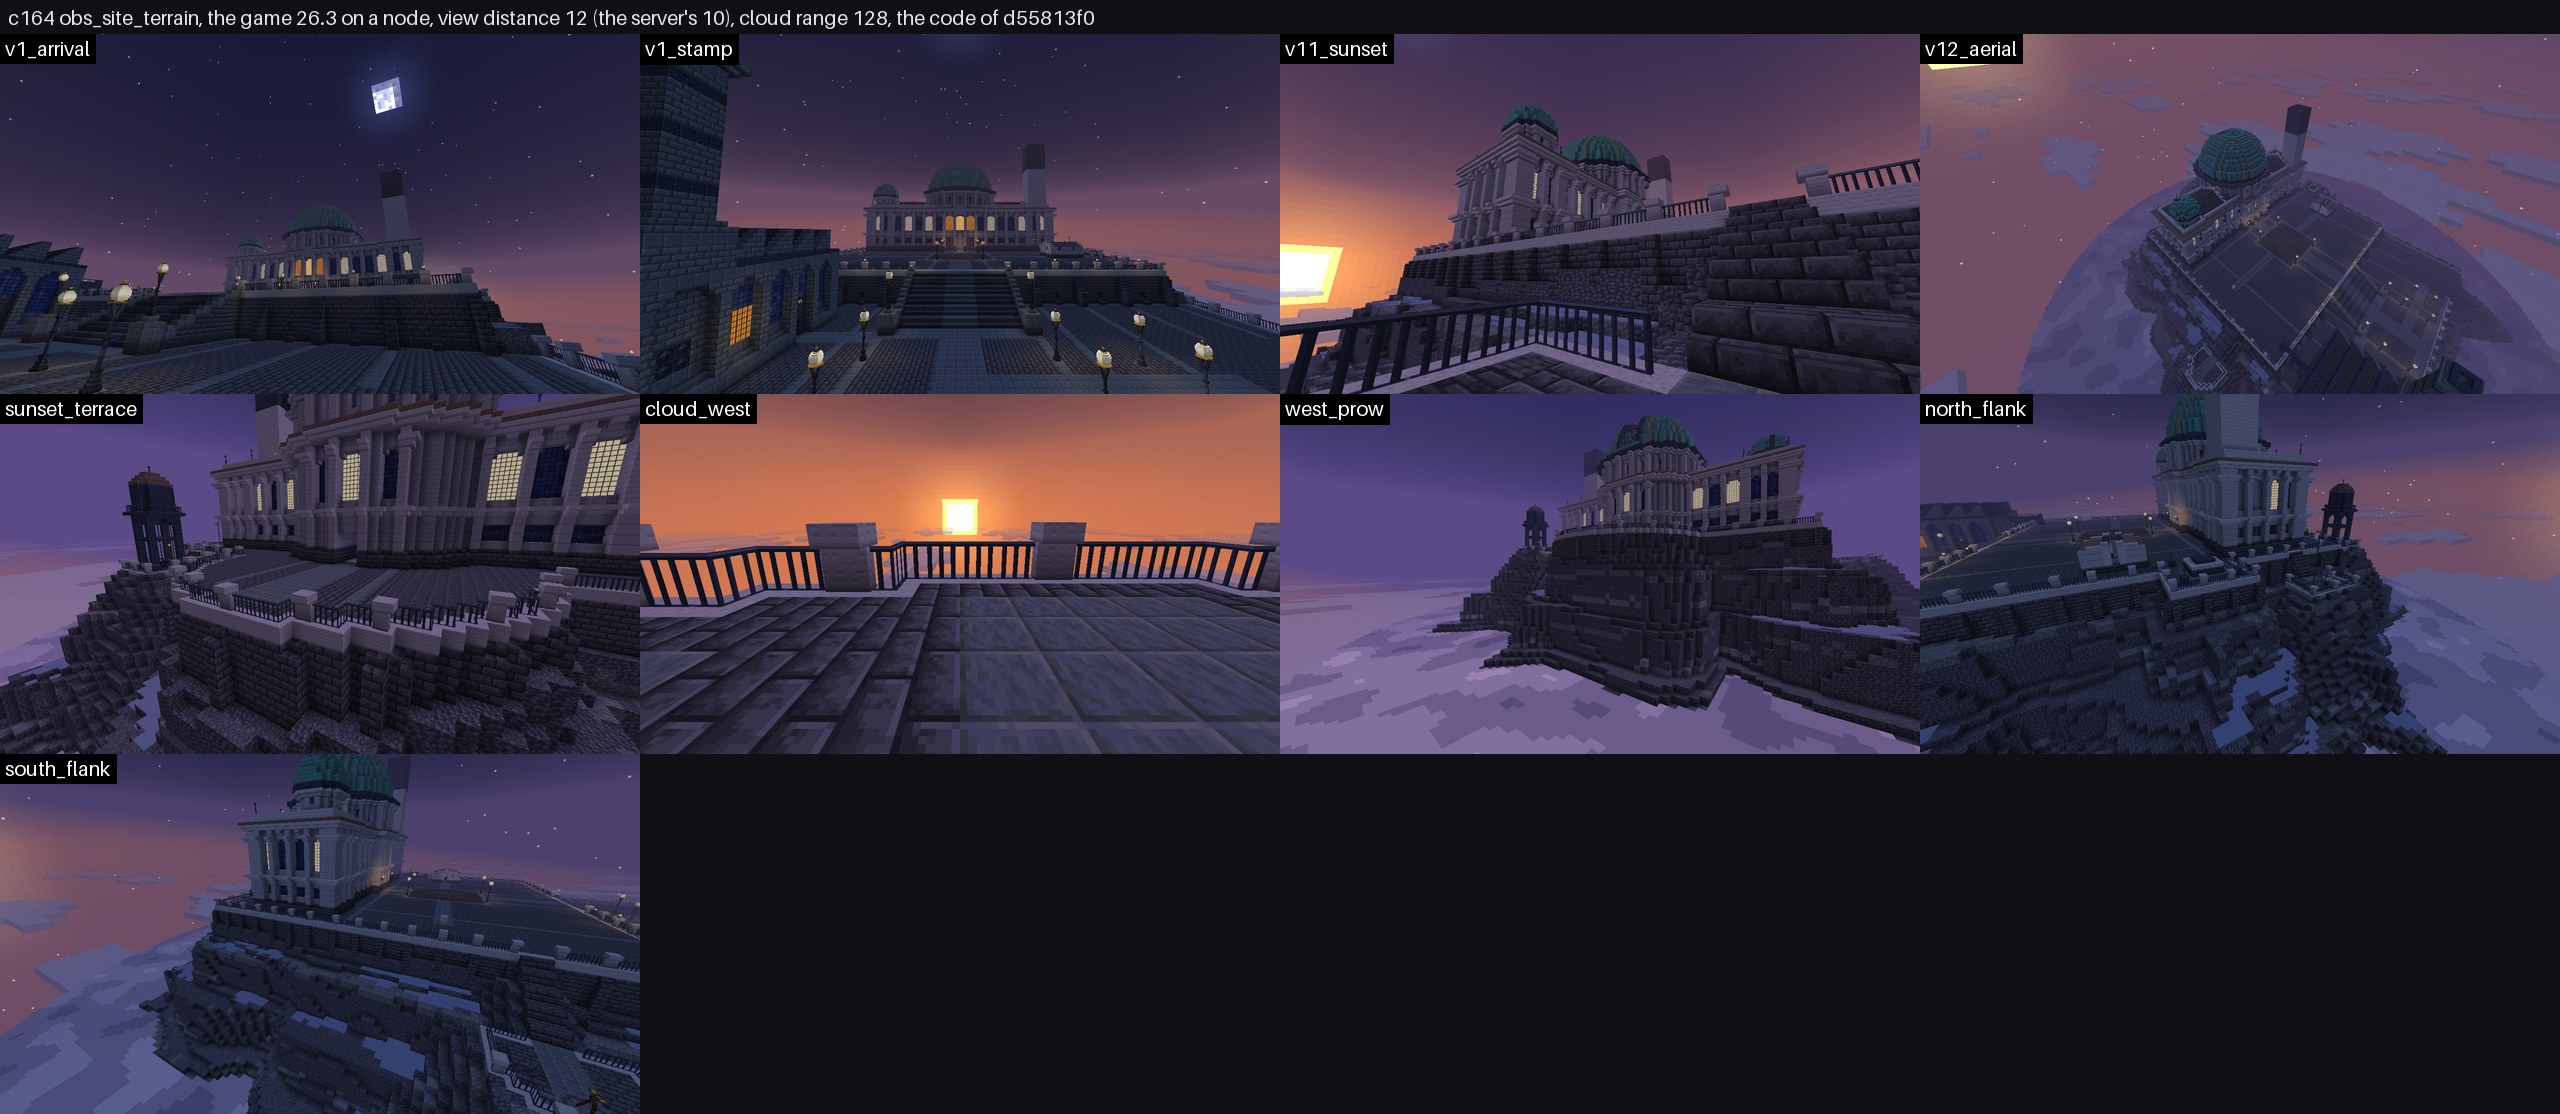 c164 obs_site_terrain, the game 26.3 on a node, view distance 12 (the server's 10), cloud range 128, the code of d55813f0
v1_arrival
v1_stamp
v11_sunset
v12_aerial
sunset_terrace
cloud_west
west_prow
north_flank
south_flank